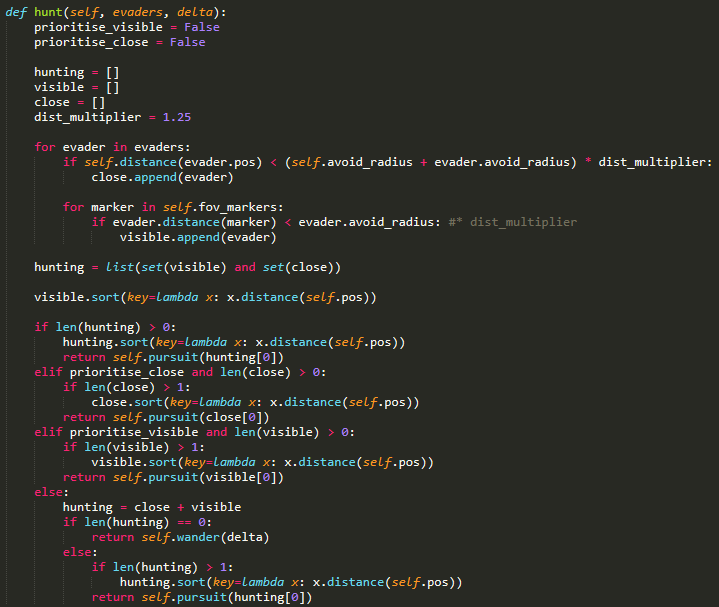 def hunt(self, evaders, delta):
    prioritise_visible = False
    prioritise_close = False

    hunting = []
    visible = []
    close = []
    dist_multiplier = 1.25

    for evader in evaders:
        if self.distance(evader.pos) < (self.avoid_radius + evader.avoid_radius) * dist_multiplier:
            close.append(evader)

        for marker in self.fov_markers:
            if evader.distance(marker) < evader.avoid_radius: #* dist_multiplier
                visible.append(evader)

    hunting = list(set(visible) and set(close))

    visible.sort(key=lambda x: x.distance(self.pos))

    if len(hunting) > 0:
        hunting.sort(key=lambda x: x.distance(self.pos))
        return self.pursuit(hunting[0])
    elif prioritise_close and len(close) > 0:
        if len(close) > 1:
            close.sort(key=lambda x: x.distance(self.pos))
        return self.pursuit(close[0])
    elif prioritise_visible and len(visible) > 0:
        if len(visible) > 1:
            visible.sort(key=lambda x: x.distance(self.pos))
        return self.pursuit(visible[0])
    else:
        hunting = close + visible
        if len(hunting) == 0:
            return self.wander(delta)
        else:
            if len(hunting) > 1:
                hunting.sort(key=lambda x: x.distance(self.pos))
            return self.pursuit(hunting[0])